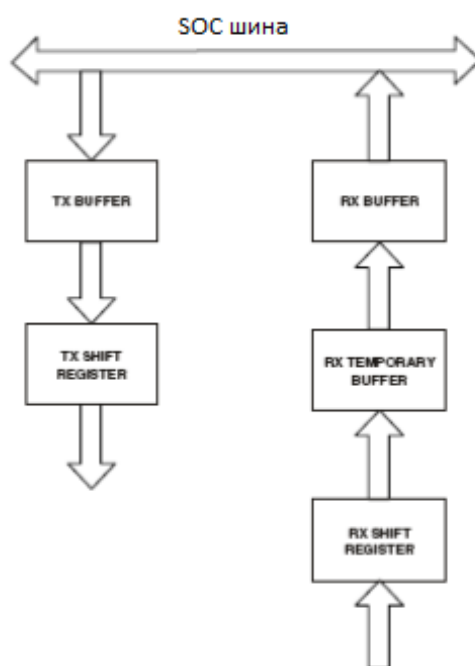 SOC шина
TX BUFFER
RX BUFFER
TX SHIFT
REGISTER
RX TEMPORARY
BUFFER
RX SHIFT
REGISTER